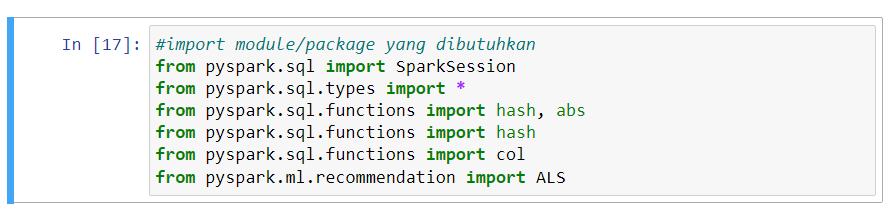 In [17]: #import module/package yang dibutuhkan
from pyspark.sql import SparkSession
from pyspark.sql.types import *
from pyspark.sql.functions import hash, abs
from pyspark.sql.functions import hash
from pyspark.sql.functions import col
from pyspark.ml.recommendation import ALS